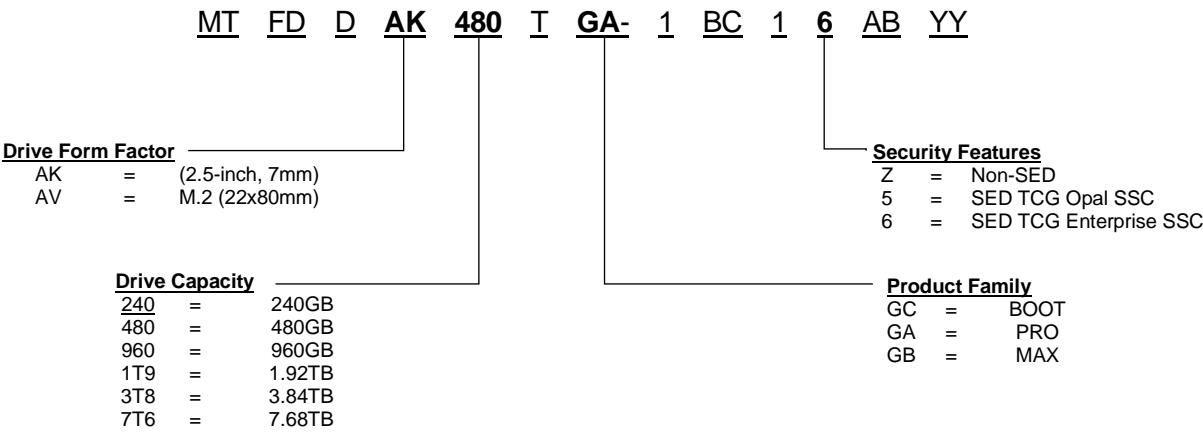 MT FD D AK 480 T GA- 1 BC 1 6 AB YY
Drive Form Factor
AK = (2.5-inch, 7mm)
AV = M.2 (22x80mm)
Drive Capacity
240 = 240GB
480 = 480GB
960 = 960GB
1T9 = 1.92TB
3T8 = 3.84TB
7T6 = 7.68TB
Security Features
Z = Non-SED
5 = SED TCG Opal SSC
6 = SED TCG Enterprise SSC
Product Family
GC = BOOT
GA = PRO
GB = MAX